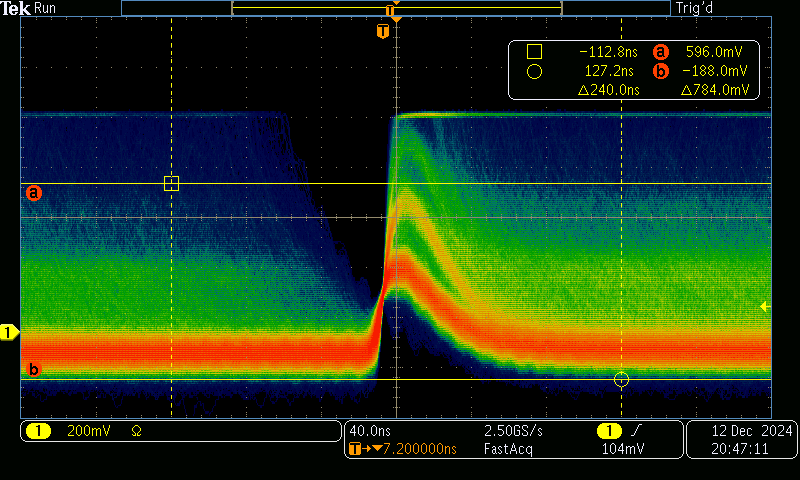 Tek Run Trig'd
T
T
−112.8ns a 596.0mV
127.2ns b −188.0mV
Δ240.0ns Δ784.0mV
a
1
b
1 200mV Ω
40.0ns 2.50GS/s 1 12 Dec 2024
T→▼7.200000ns FastAcq 104mV 20:47:11